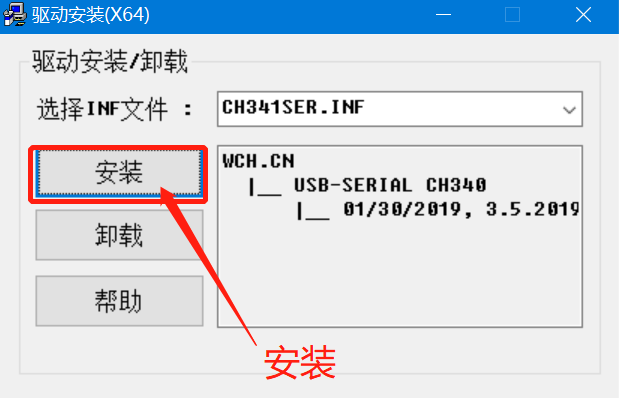 驱动安装(X64)
驱动安装/卸载
选择INF文件 : CH341SER.INF
安装
卸载
帮助
WCH.CN
|__ USB-SERIAL CH340
|__ 01/30/2019, 3.5.2019
安装